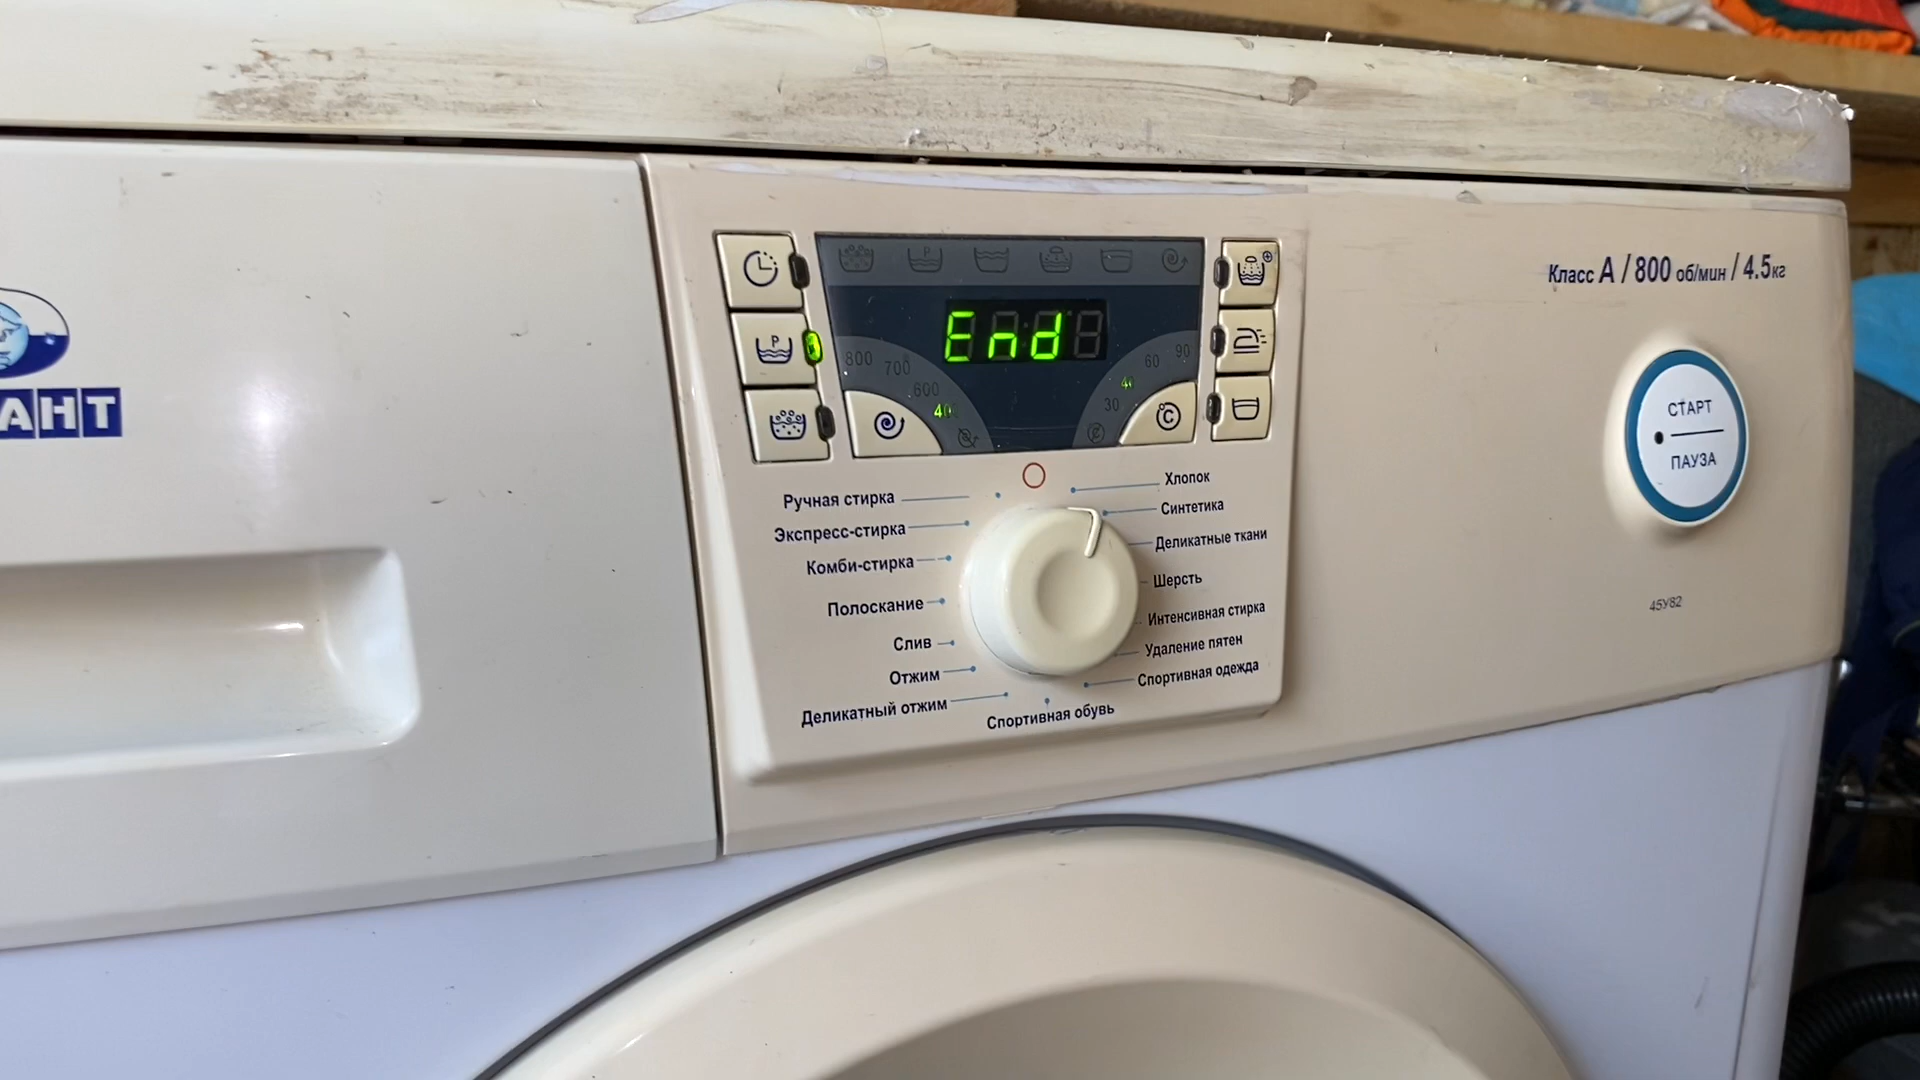 АНТ
P
End
P
800
700
600
400
60
90
40
30
°C
Класс A / 800 об/мин / 4.5кг
СТАРТ
ПАУЗА
45У82
Ручная стирка
Экспресс-стирка
Комби-стирка
Полоскание
Слив
Отжим
Деликатный отжим
Спортивная обувь
Хлопок
Синтетика
Деликатные ткани
Шерсть
Интенсивная стирка
Удаление пятен
Спортивная одежда